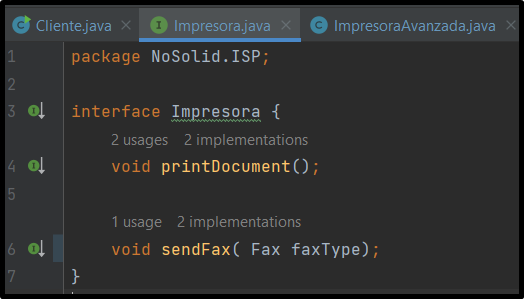 Cliente.java × Impresora.java × ImpresoraAvanzada.java ×
1 package NoSolid.ISP;
2
3 interface Impresora {
2 usages 2 implementations
4 void printDocument();
5
1 usage 2 implementations
6 void sendFax( Fax faxType);
7 }